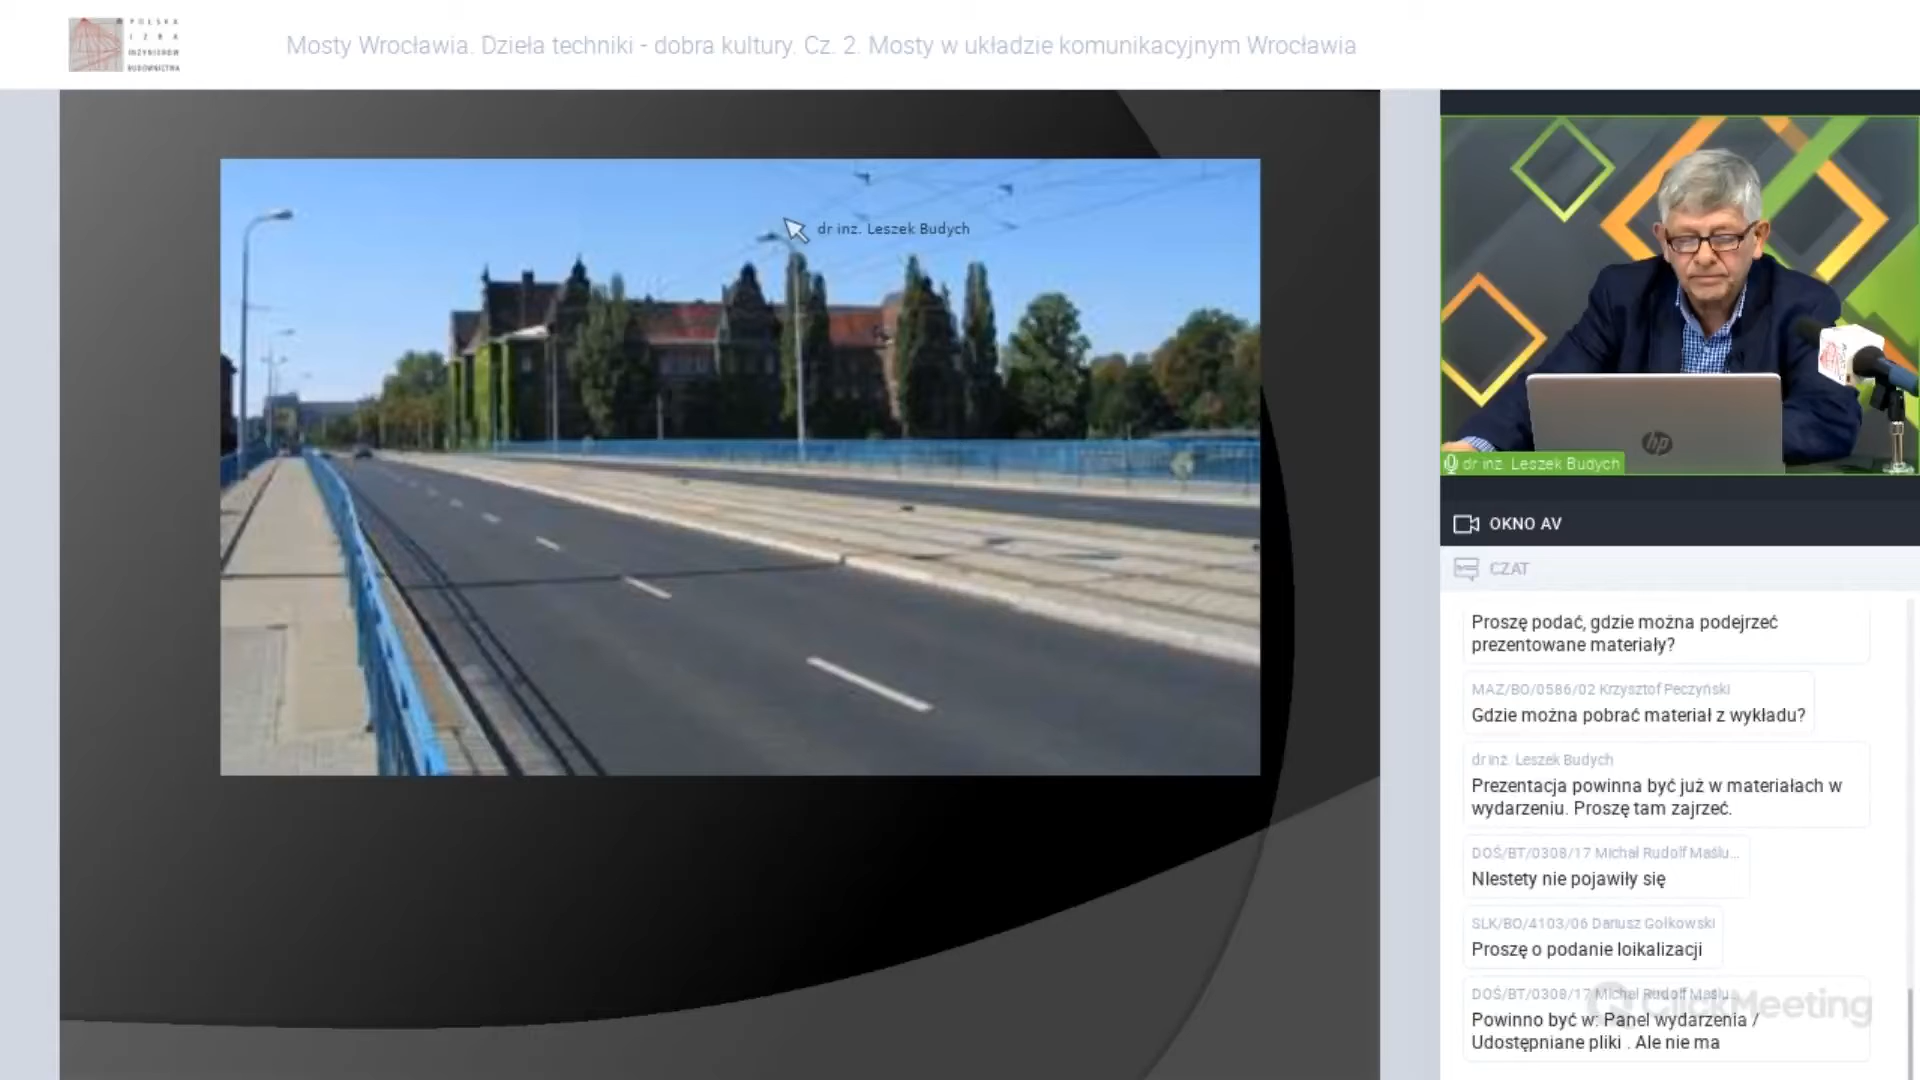 POLSKA
IZBA
INŻYNIERÓW
BUDOWNICTWA
Mosty Wrocławia. Dzieła techniki - dobra kultury. Cz. 2. Mosty w układzie komunikacyjnym Wrocławia
dr inż. Leszek Budych
hp
dr inż. Leszek Budych
OKNO AV
CZAT
Proszę podać, gdzie można podejrzeć
prezentowane materiały?
MAZ/BO/0586/02 Krzysztof Peczyński
Gdzie można pobrać materiał z wykładu?
dr inż. Leszek Budych
Prezentacja powinna być już w materiałach w
wydarzeniu. Proszę tam zajrzeć.
DOŚ/BT/0308/17 Michał Rudolf Maślu...
NIestety nie pojawiły się
SLK/BO/4103/06 Dariusz Gołkowski
Proszę o podanie loikalizacji
DOŚ/BT/0308/17 Michał Rudolf Maślu...
ClickMeeting
Powinno być w: Panel wydarzenia /
Udostępniane pliki . Ale nie ma